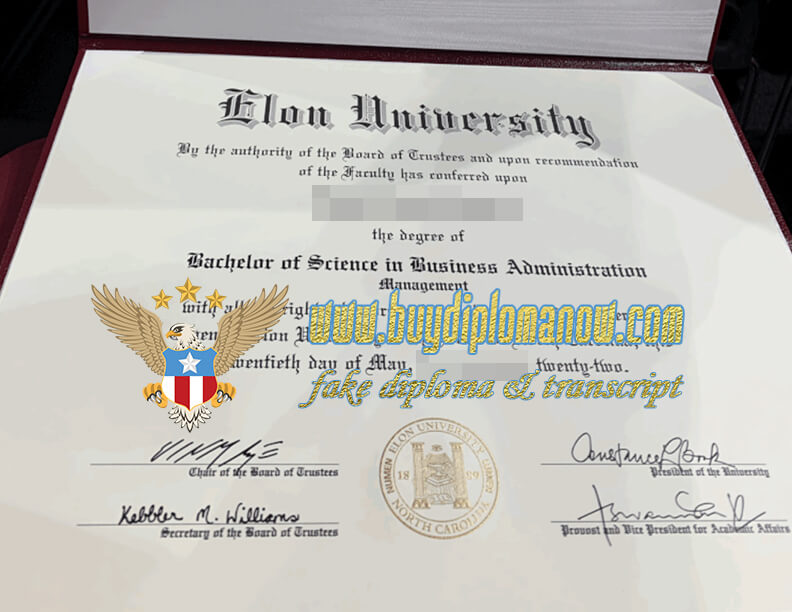 Elon University
By the authority of the Board of Trustees and upon recommendation
of the Faculty has conferred upon
the degree of
Bachelor of Science in Business Administration
Management
with
www.buydiplomanow.com
day of May, twenty-two.
fake diploma & transcript
ELON UNIVERSITY
NUMEN LUMEN
18 89
NORTH CAROLINA
Chair of the Board of Trustees
President of the University
Kebbler M. Williams
Secretary of the Board of Trustees
Provost and Vice President for Academic Affairs